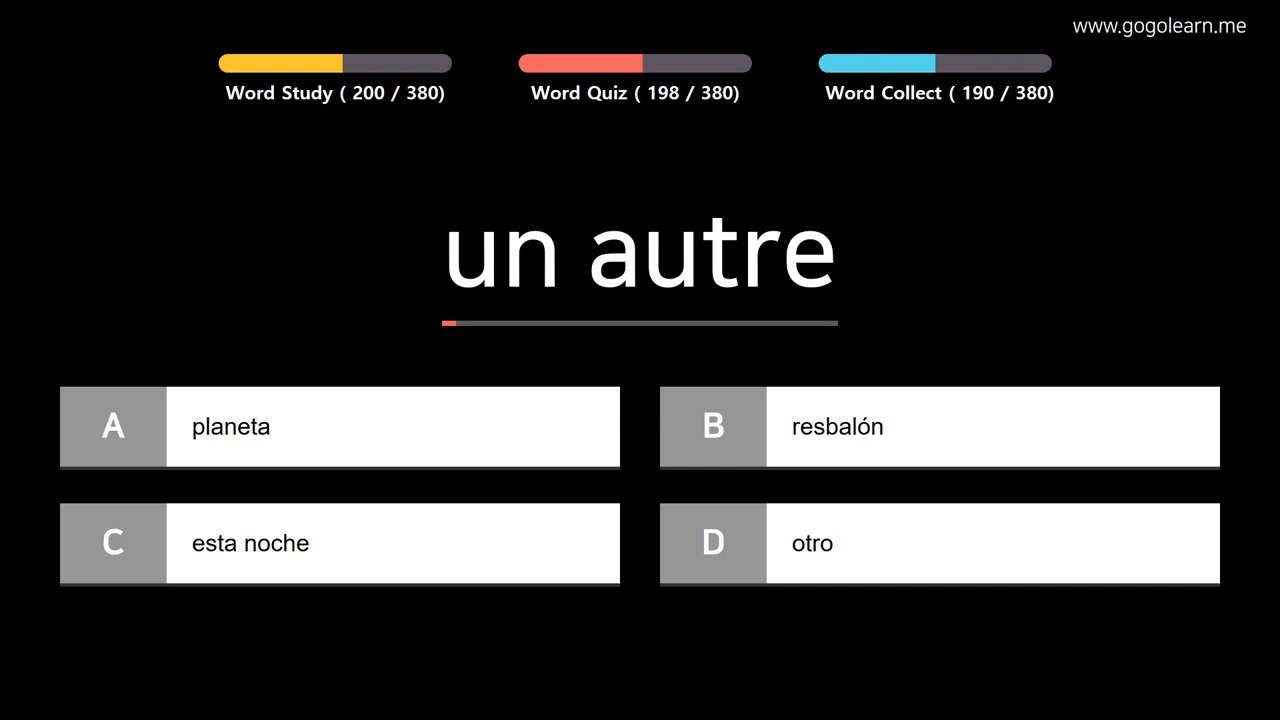 www.gogolearn.me
Word Study ( 200 / 380)
Word Quiz ( 198 / 380)
Word Collect ( 190 / 380)
un autre
A
planeta
B
resbalón
C
esta noche
D
otro